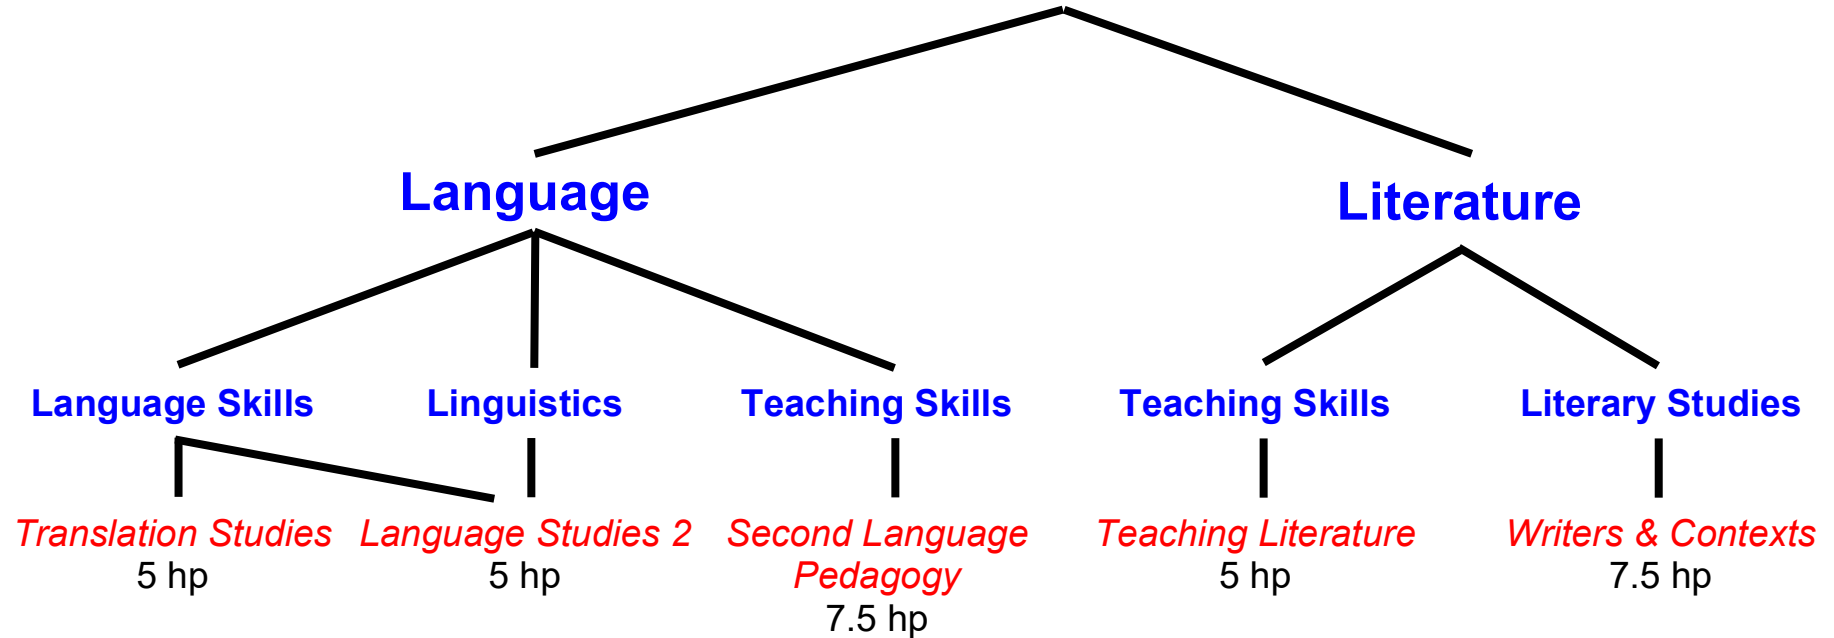 Language
Literature
Language Skills
Linguistics
Teaching Skills
Teaching Skills
Literary Studies
Translation Studies
5 hp
Language Studies 2
5 hp
Second Language
Pedagogy
7.5 hp
Teaching Literature
5 hp
Writers & Contexts
7.5 hp